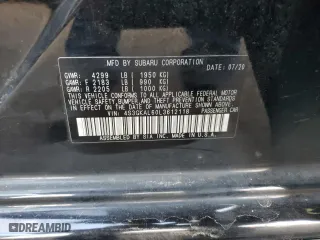 MFD. BY SUBARU CORPORATION
DATE: 07/20
GVWR: 4299 LB ( 1950 KG)
GAWR: F 2183 LB ( 990 KG)
GAWR: R 2205 LB ( 1000 KG)
THIS VEHICLE CONFORMS TO ALL APPLICABLE FEDERAL MOTOR
VEHICLE SAFETY, BUMPER, AND THEFT PREVENTION STANDARDS
IN EFFECT ON THE DATE OF MANUFACTURE SHOWN ABOVE.
VIN: 4S3GKAL60L3612118 PASSENGER CAR
ASSEMBLED BY SIA INC. MADE IN U.S.A.
DREAMBID